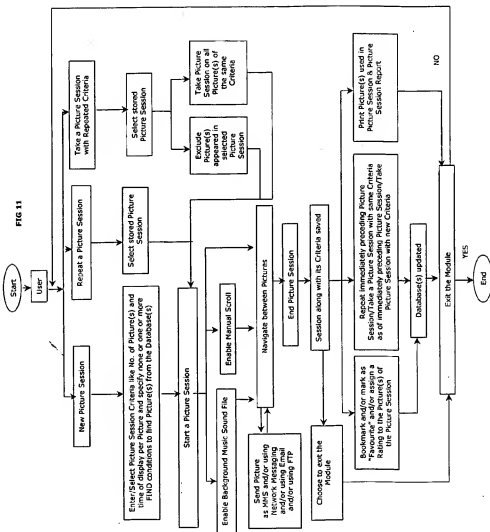 FIG 11
Start
User
New Picture Session
Repeat a Picture Session
Take a Picture Session
with Repeated Criteria
Enter/Select Picture Session Criteria like No. of Picture(s) and
time of display per Picture and specify none or one or more
FIND conditions to find Picture(s) from the Database(s)
Select stored
Picture Session
Select stored
Picture Session
Exclude
Picture(s)
appeared in
selected
Picture
Session
Take Picture
Session on all
Picture(s) of
the same
Criteria
Start a Picture Session
Enable Background Music Sound File
Enable Manual Scroll
Send Picture
as MMS and/or using
Network Messaging
and/or using Email
and/or using FTP
Navigate between Pictures
End Picture Session
Session along with its Criteria saved
Choose to exit the
Module
Bookmark and/or mark as
"Favourite" and/or assign a
Rating to the Picture(s) of
the Picture Session
Repeat immediately preceding Picture
Session/Take a Picture Session with same Criteria
as of immediately preceding Picture Session/Take
Picture Session with new Criteria
Print Picture(s) used in
Picture Session & Picture
Session Report
Database(s) updated
Exit the Module
NO
YES
End